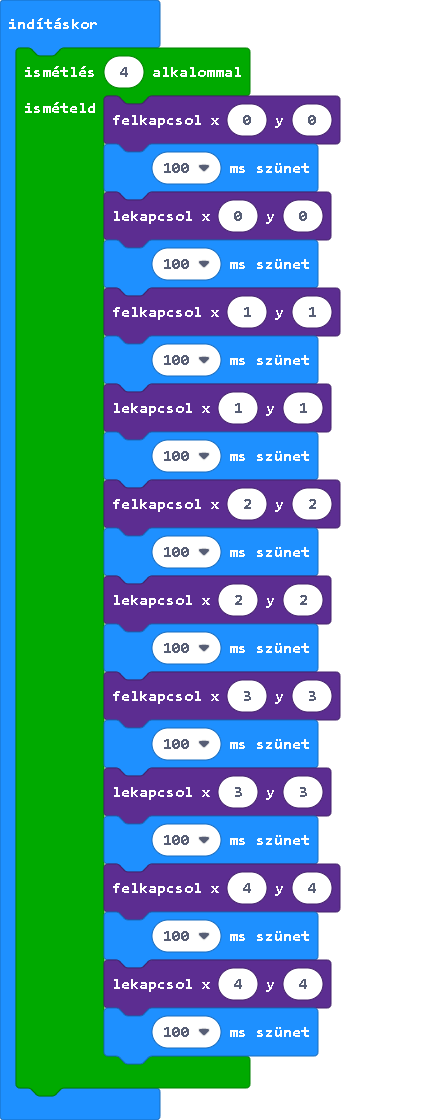 indításkor
ismétlés 4 alkalommal
ismételd
felkapcsol x 0 y 0
100 ms szünet
lekapcsol x 0 y 0
100 ms szünet
felkapcsol x 1 y 1
100 ms szünet
lekapcsol x 1 y 1
100 ms szünet
felkapcsol x 2 y 2
100 ms szünet
lekapcsol x 2 y 2
100 ms szünet
felkapcsol x 3 y 3
100 ms szünet
lekapcsol x 3 y 3
100 ms szünet
felkapcsol x 4 y 4
100 ms szünet
lekapcsol x 4 y 4
100 ms szünet